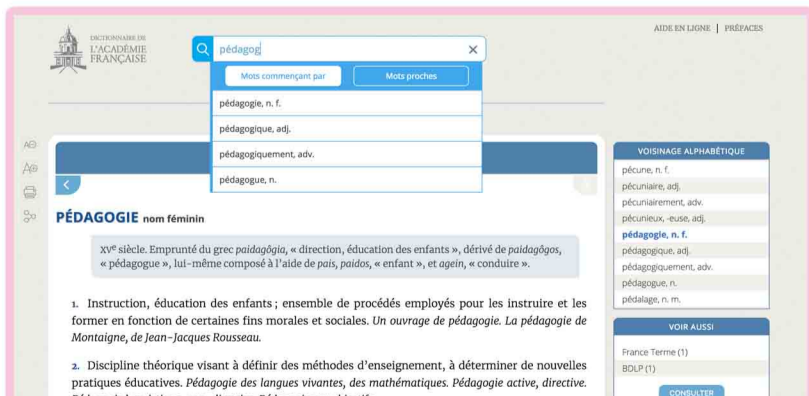 DICTIONNAIRE DE
L'ACADÉMIE
FRANÇAISE
pédagog
AIDE EN LIGNE | PRÉFACES
Mots commençant par
Mots proches
pédagogie, n. f.
pédagogique, adj.
pédagogiquement, adv.
pédagogue, n.
PÉDAGOGIE nom féminin
XVe siècle. Emprunté du grec paidagôgia, « direction, éducation des enfants », dérivé de paidagôgos,
« pédagogue », lui-même composé à l'aide de pais, paidos, « enfant », et agein, « conduire ».
1. Instruction, éducation des enfants ; ensemble de procédés employés pour les instruire et les
former en fonction de certaines fins morales et sociales. Un ouvrage de pédagogie. La pédagogie de
Montaigne, de Jean-Jacques Rousseau.
2. Discipline théorique visant à définir des méthodes d'enseignement, à déterminer de nouvelles
pratiques éducatives. Pédagogie des langues vivantes, des mathématiques. Pédagogie active, directive.
VOISINAGE ALPHABÉTIQUE
pécune, n. f.
pécuniaire, adj.
pécuniairement, adv.
pécunieux, -euse, adj.
pédagogie, n. f.
pédagogique, adj.
pédagogiquement, adv.
pédagogue, n.
pédalage, n. m.
VOIR AUSSI
France Terme (1)
BDLP (1)
CONSULTER